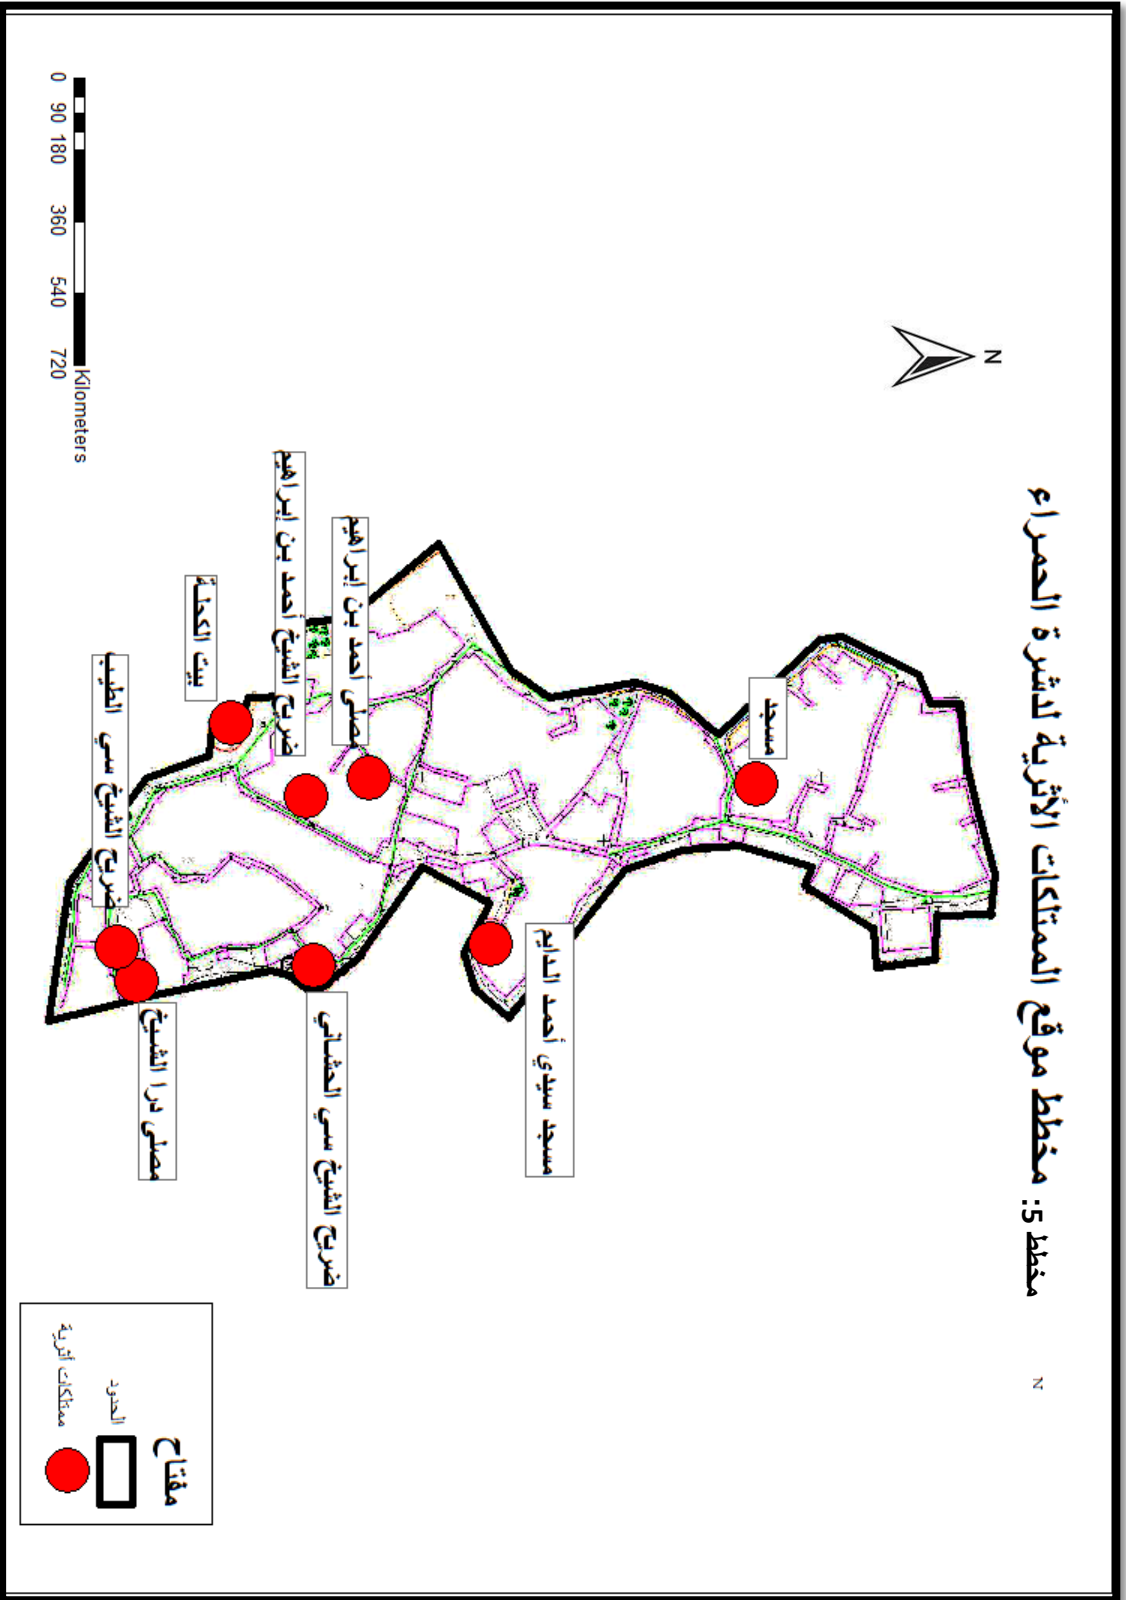 مخطط 5: مخطط موقع الممتلكات الأثرية لدشرة الحمراء
N
N
مسجد
مسجد سيدي أحمد الدايم
مصلى أحمد بن إبراهيم
ضريح الشيخ أحمد بن إبراهيم
ضريح الشيخ سي الحشاني
بيت الكحلة
مصلى درا الشيخ
ضريح الشيخ سي الطيب
مفتاح
الحدود
ممتلكات أثرية
0 90 180 360 540 720
Kilometers